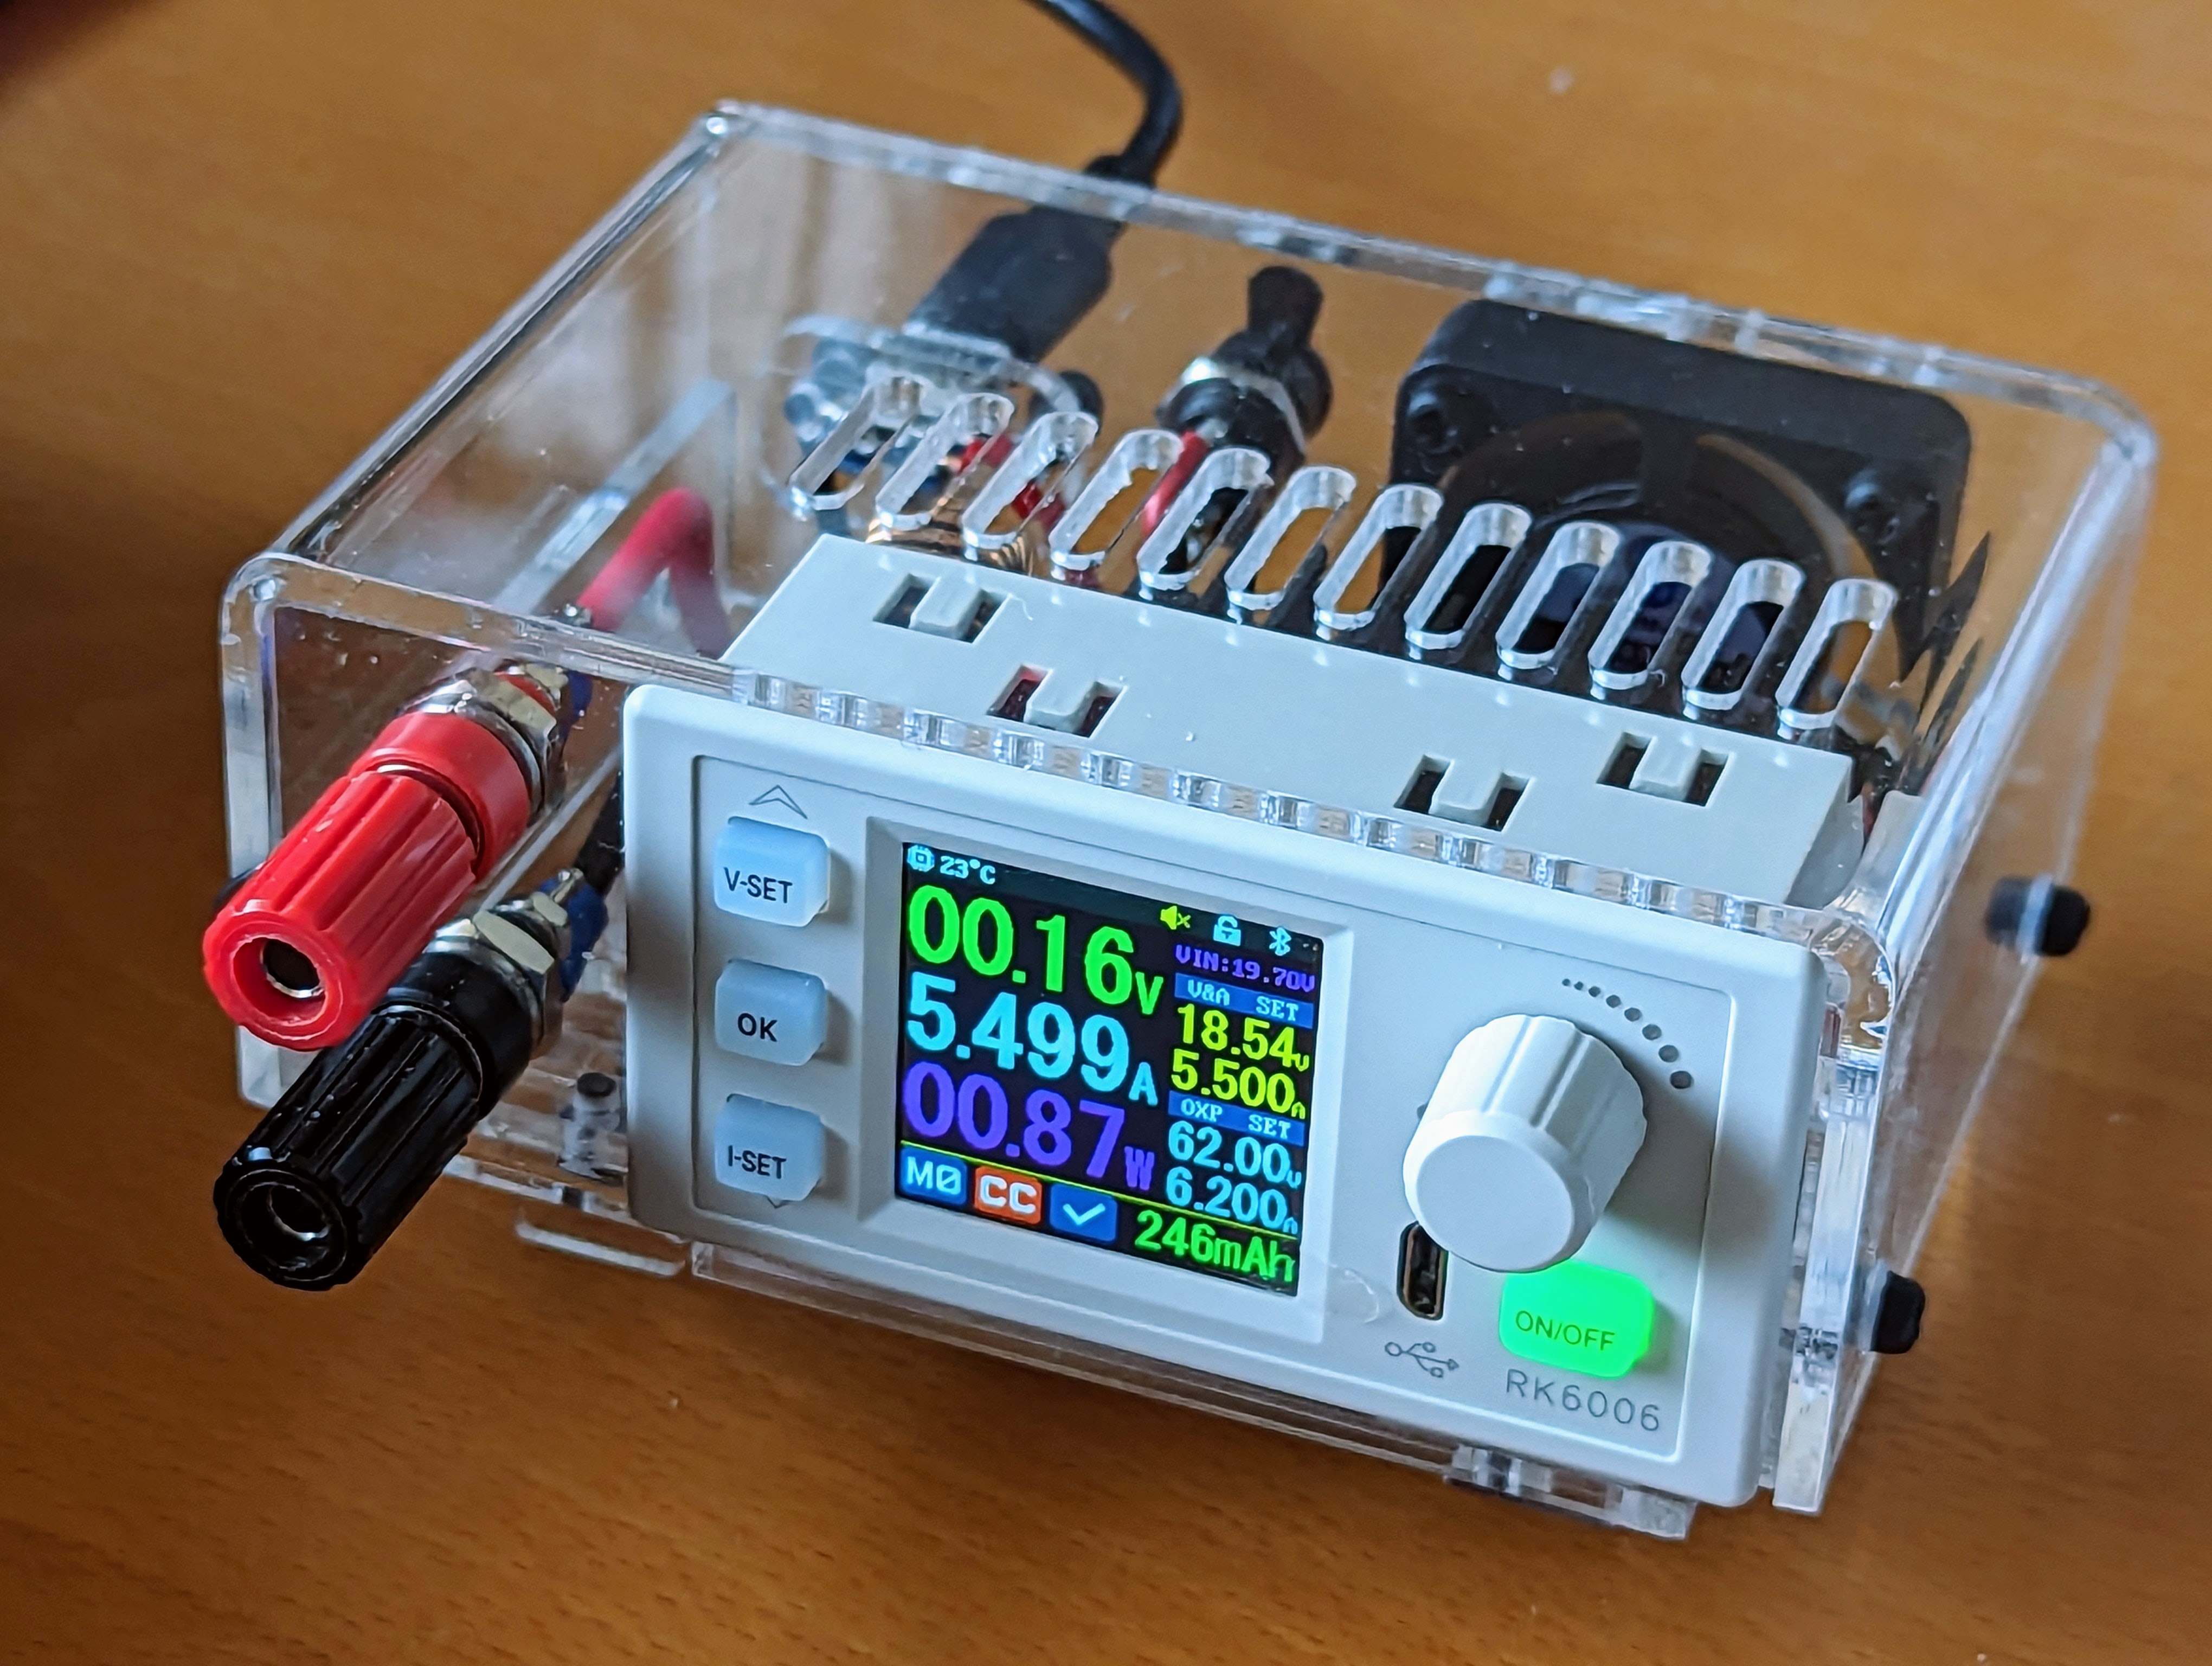 V-SET
OK
I-SET
23°C
00.16V
5.499A
00.87W
M0 CC
VIN:19.70V
V&A SET
18.54V
5.500A
OXP SET
62.00V
6.200A
246mAh
ON/OFF
RK6006